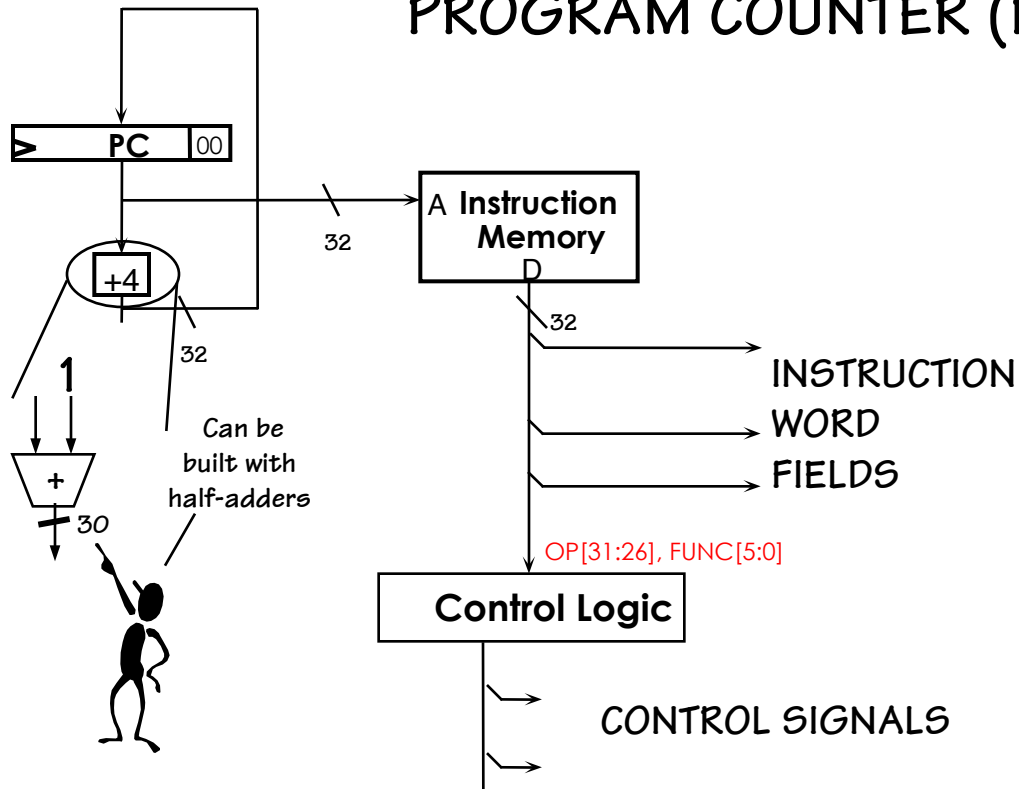 PROGRAM COUNTER (
PC 00
A Instruction
Memory
D
32
+4
32
32
1
INSTRUCTION
WORD
FIELDS
Can be
built with
half-adders
+
30
OP[31:26], FUNC[5:0]
Control Logic
CONTROL SIGNALS